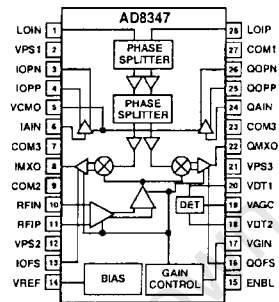 AD8347
LOIN 1
28 LOIP
VPS1 2
PHASE SPLITTER
27 COM1
IOPN 3
26 QOPN
IOPP 4
25 QOPP
VCMO 5
PHASE SPLITTER
24 QAIN
IAIN 6
23 COM3
COM3 7
22 QMXO
IMXO 8
21 VPS3
COM2 9
20 VDT1
RFIN 10
DET
19 VAGC
RFIP 11
18 VDT2
VPS2 12
17 VGIN
IOFS 13
16 QOFS
VREF 14
BIAS
GAIN CONTROL
15 ENBL